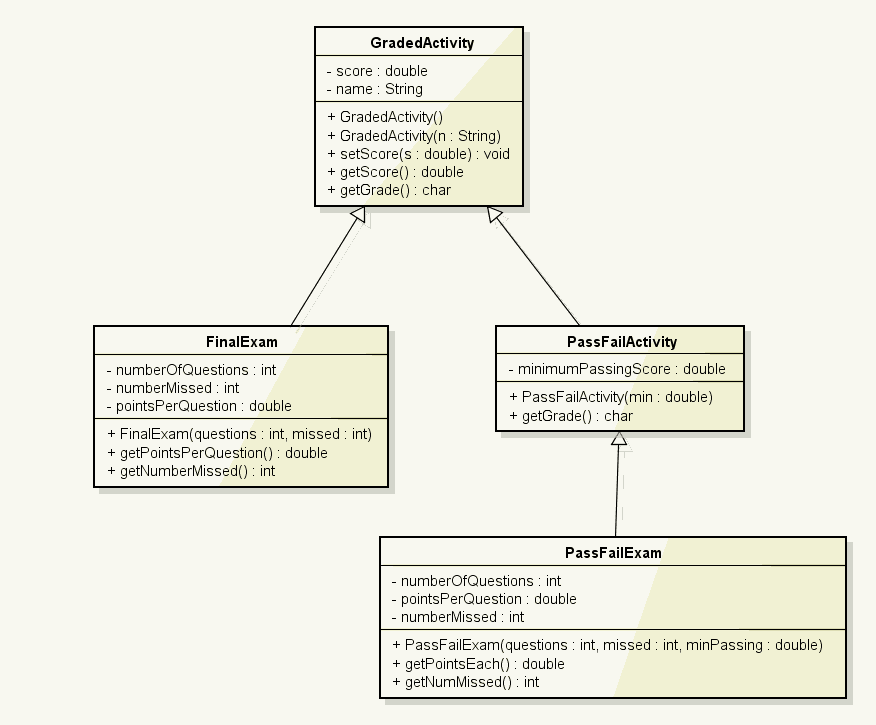 GradedActivity
- score : double
- name : String
+ GradedActivity()
+ GradedActivity(n : String)
+ setScore(s : double) : void
+ getScore() : double
+ getGrade() : char
FinalExam
- numberOfQuestions : int
- numberMissed : int
- pointsPerQuestion : double
+ FinalExam(questions : int, missed : int)
+ getPointsPerQuestion() : double
+ getNumberMissed() : int
PassFailActivity
- minimumPassingScore : double
+ PassFailActivity(min : double)
+ getGrade() : char
PassFailExam
- numberOfQuestions : int
- pointsPerQuestion : double
- numberMissed : int
+ PassFailExam(questions : int, missed : int, minPassing : double)
+ getPointsEach() : double
+ getNumMissed() : int